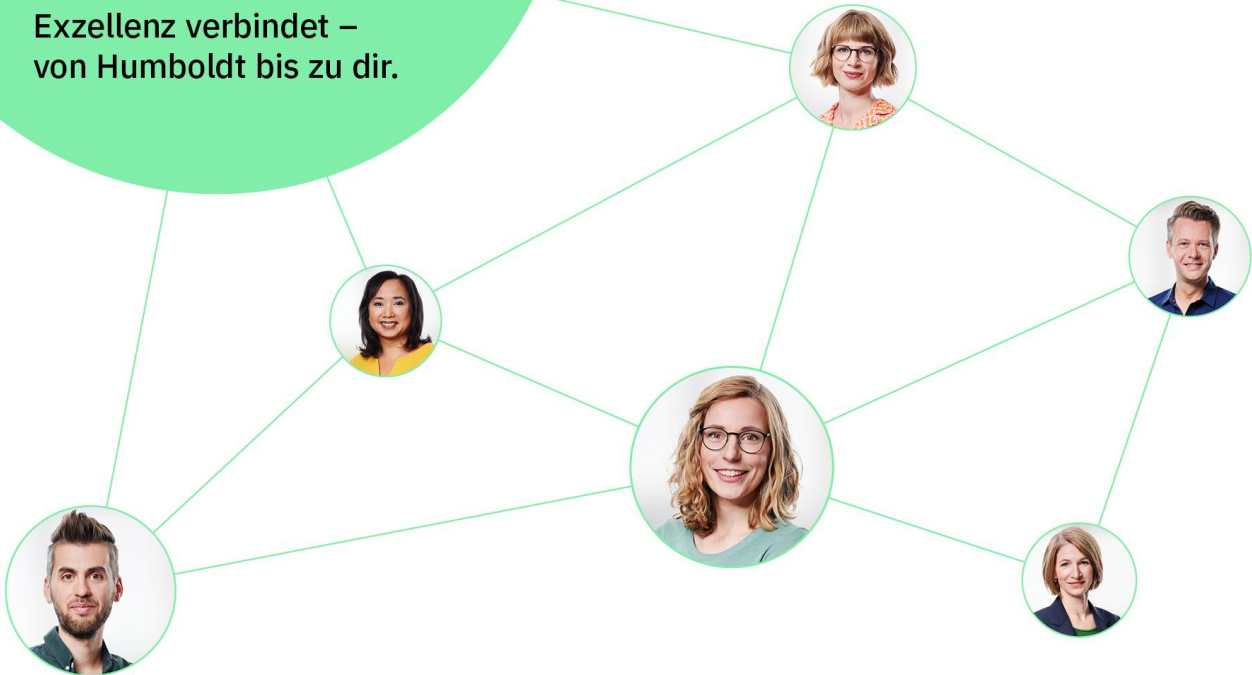 Exzellenz verbindet –
von Humboldt bis zu dir.